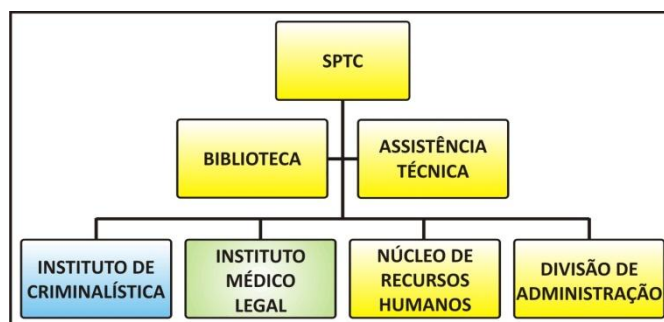 SPTC
BIBLIOTECA
ASSISTÊNCIA
TÉCNICA
INSTITUTO DE
CRIMINALÍSTICA
INSTITUTO
MÉDICO
LEGAL
NÚCLEO DE
RECURSOS
HUMANOS
DIVISÃO DE
ADMINISTRAÇÃO